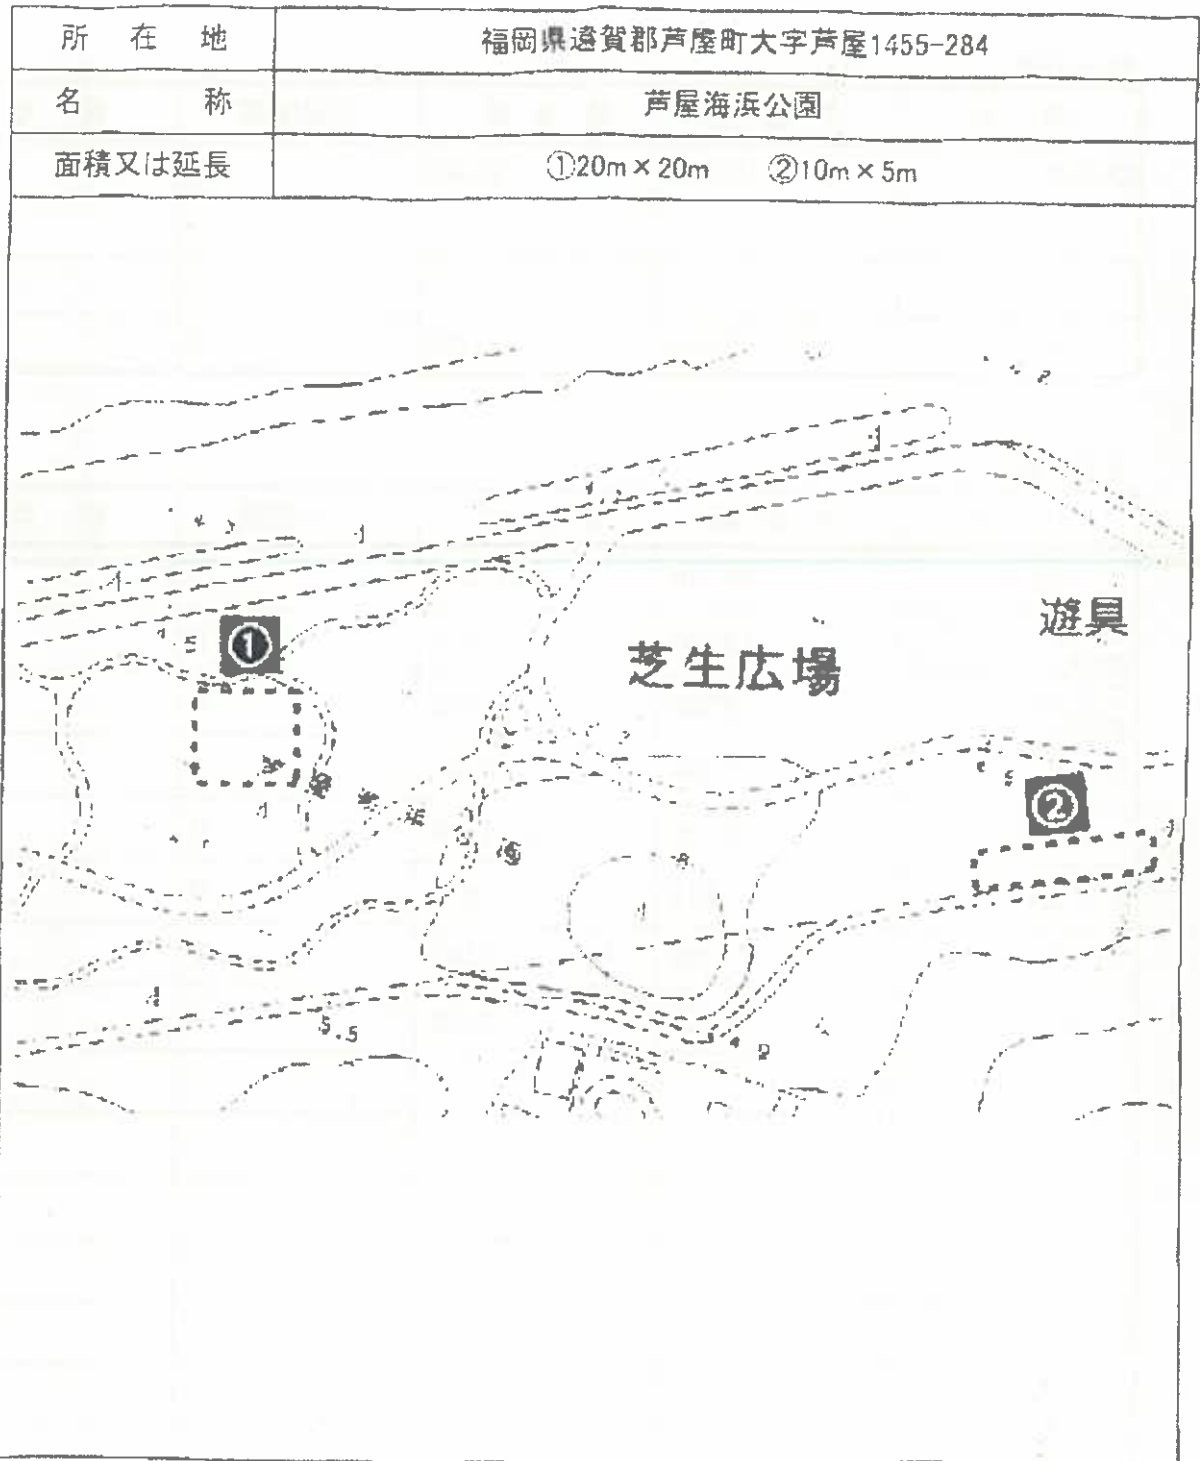 所在地 福岡県遠賀郡芦屋町大字芦屋1455-284
名称 芦屋海浜公園
面積又は延長 ①20m×20m ②10m×5m
遊具
①
芝生広場
②
5.5